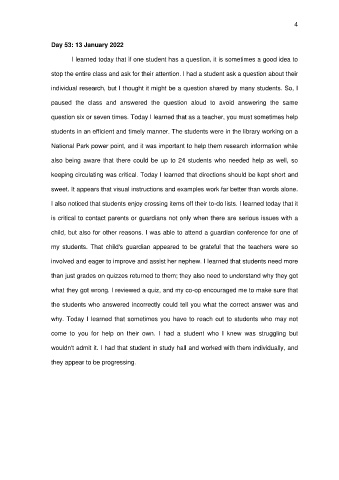 4
Day 53: 13 January 2022
I learned today that if one student has a question, it is sometimes a good idea to
stop the entire class and ask for their attention. I had a student ask a question about their
individual research, but I thought it might be a question shared by many students. So, I
paused the class and answered the question aloud to avoid answering the same
question six or seven times. Today I learned that as a teacher, you must sometimes help
students in an efficient and timely manner. The students were in the library working on a
National Park power point, and it was important to help them research information while
also being aware that there could be up to 24 students who needed help as well, so
keeping circulating was critical. Today I learned that directions should be kept short and
sweet. It appears that visual instructions and examples work far better than words alone.
I also noticed that students enjoy crossing items off their to-do lists. I learned today that it
is critical to contact parents or guardians not only when there are serious issues with a
child, but also for other reasons. I was able to attend a guardian conference for one of
my students. That child's guardian appeared to be grateful that the teachers were so
involved and eager to improve and assist her nephew. I learned that students need more
than just grades on quizzes returned to them; they also need to understand why they got
what they got wrong. I reviewed a quiz, and my co-op encouraged me to make sure that
the students who answered incorrectly could tell you what the correct answer was and
why. Today I learned that sometimes you have to reach out to students who may not
come to you for help on their own. I had a student who I knew was struggling but
wouldn't admit it. I had that student in study hall and worked with them individually, and
they appear to be progressing.